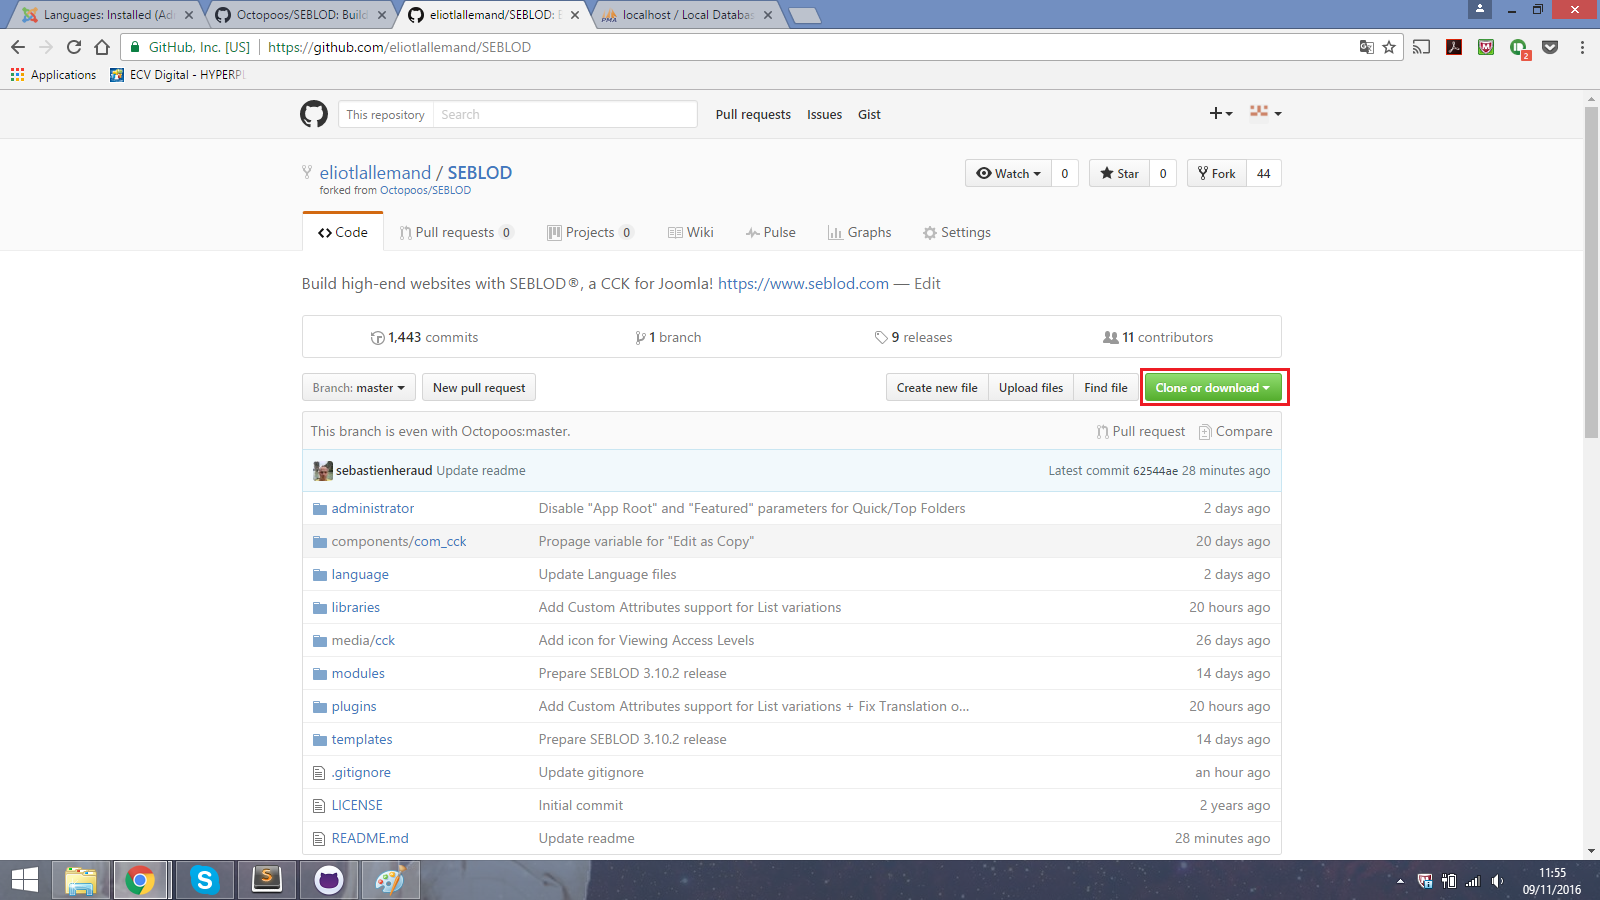 Languages: Installed (Ad
Octopoos/SEBLOD: Build
eliotlallemand/SEBLOD: B
localhost / Local Databas
GitHub, Inc. [US]
https://github.com/eliotlallemand/SEBLOD
2
Applications
ECV Digital - HYPERPL
This repository
Search
Pull requests
Issues
Gist
eliotlallemand / SEBLOD
forked from Octopoos/SEBLOD
Watch 0
Star 0
Fork 44
Code
Pull requests 0
Projects 0
Wiki
Pulse
Graphs
Settings
Build high-end websites with SEBLOD®, a CCK for Joomla! https://www.seblod.com — Edit
1,443 commits
1 branch
9 releases
11 contributors
Branch: master
New pull request
Create new file
Upload files
Find file
Clone or download
This branch is even with Octopoos:master.
Pull request
Compare
sebastienheraud Update readme
Latest commit 62544ae 28 minutes ago
administrator Disable "App Root" and "Featured" parameters for Quick/Top Folders 2 days ago
components/com_cck Propage variable for "Edit as Copy" 20 days ago
language Update Language files 2 days ago
libraries Add Custom Attributes support for List variations 20 hours ago
media/cck Add icon for Viewing Access Levels 26 days ago
modules Prepare SEBLOD 3.10.2 release 14 days ago
plugins Add Custom Attributes support for List variations + Fix Translation o... 20 hours ago
templates Prepare SEBLOD 3.10.2 release 14 days ago
.gitignore Update gitignore an hour ago
LICENSE Initial commit 2 years ago
README.md Update readme 28 minutes ago
11:55
09/11/2016